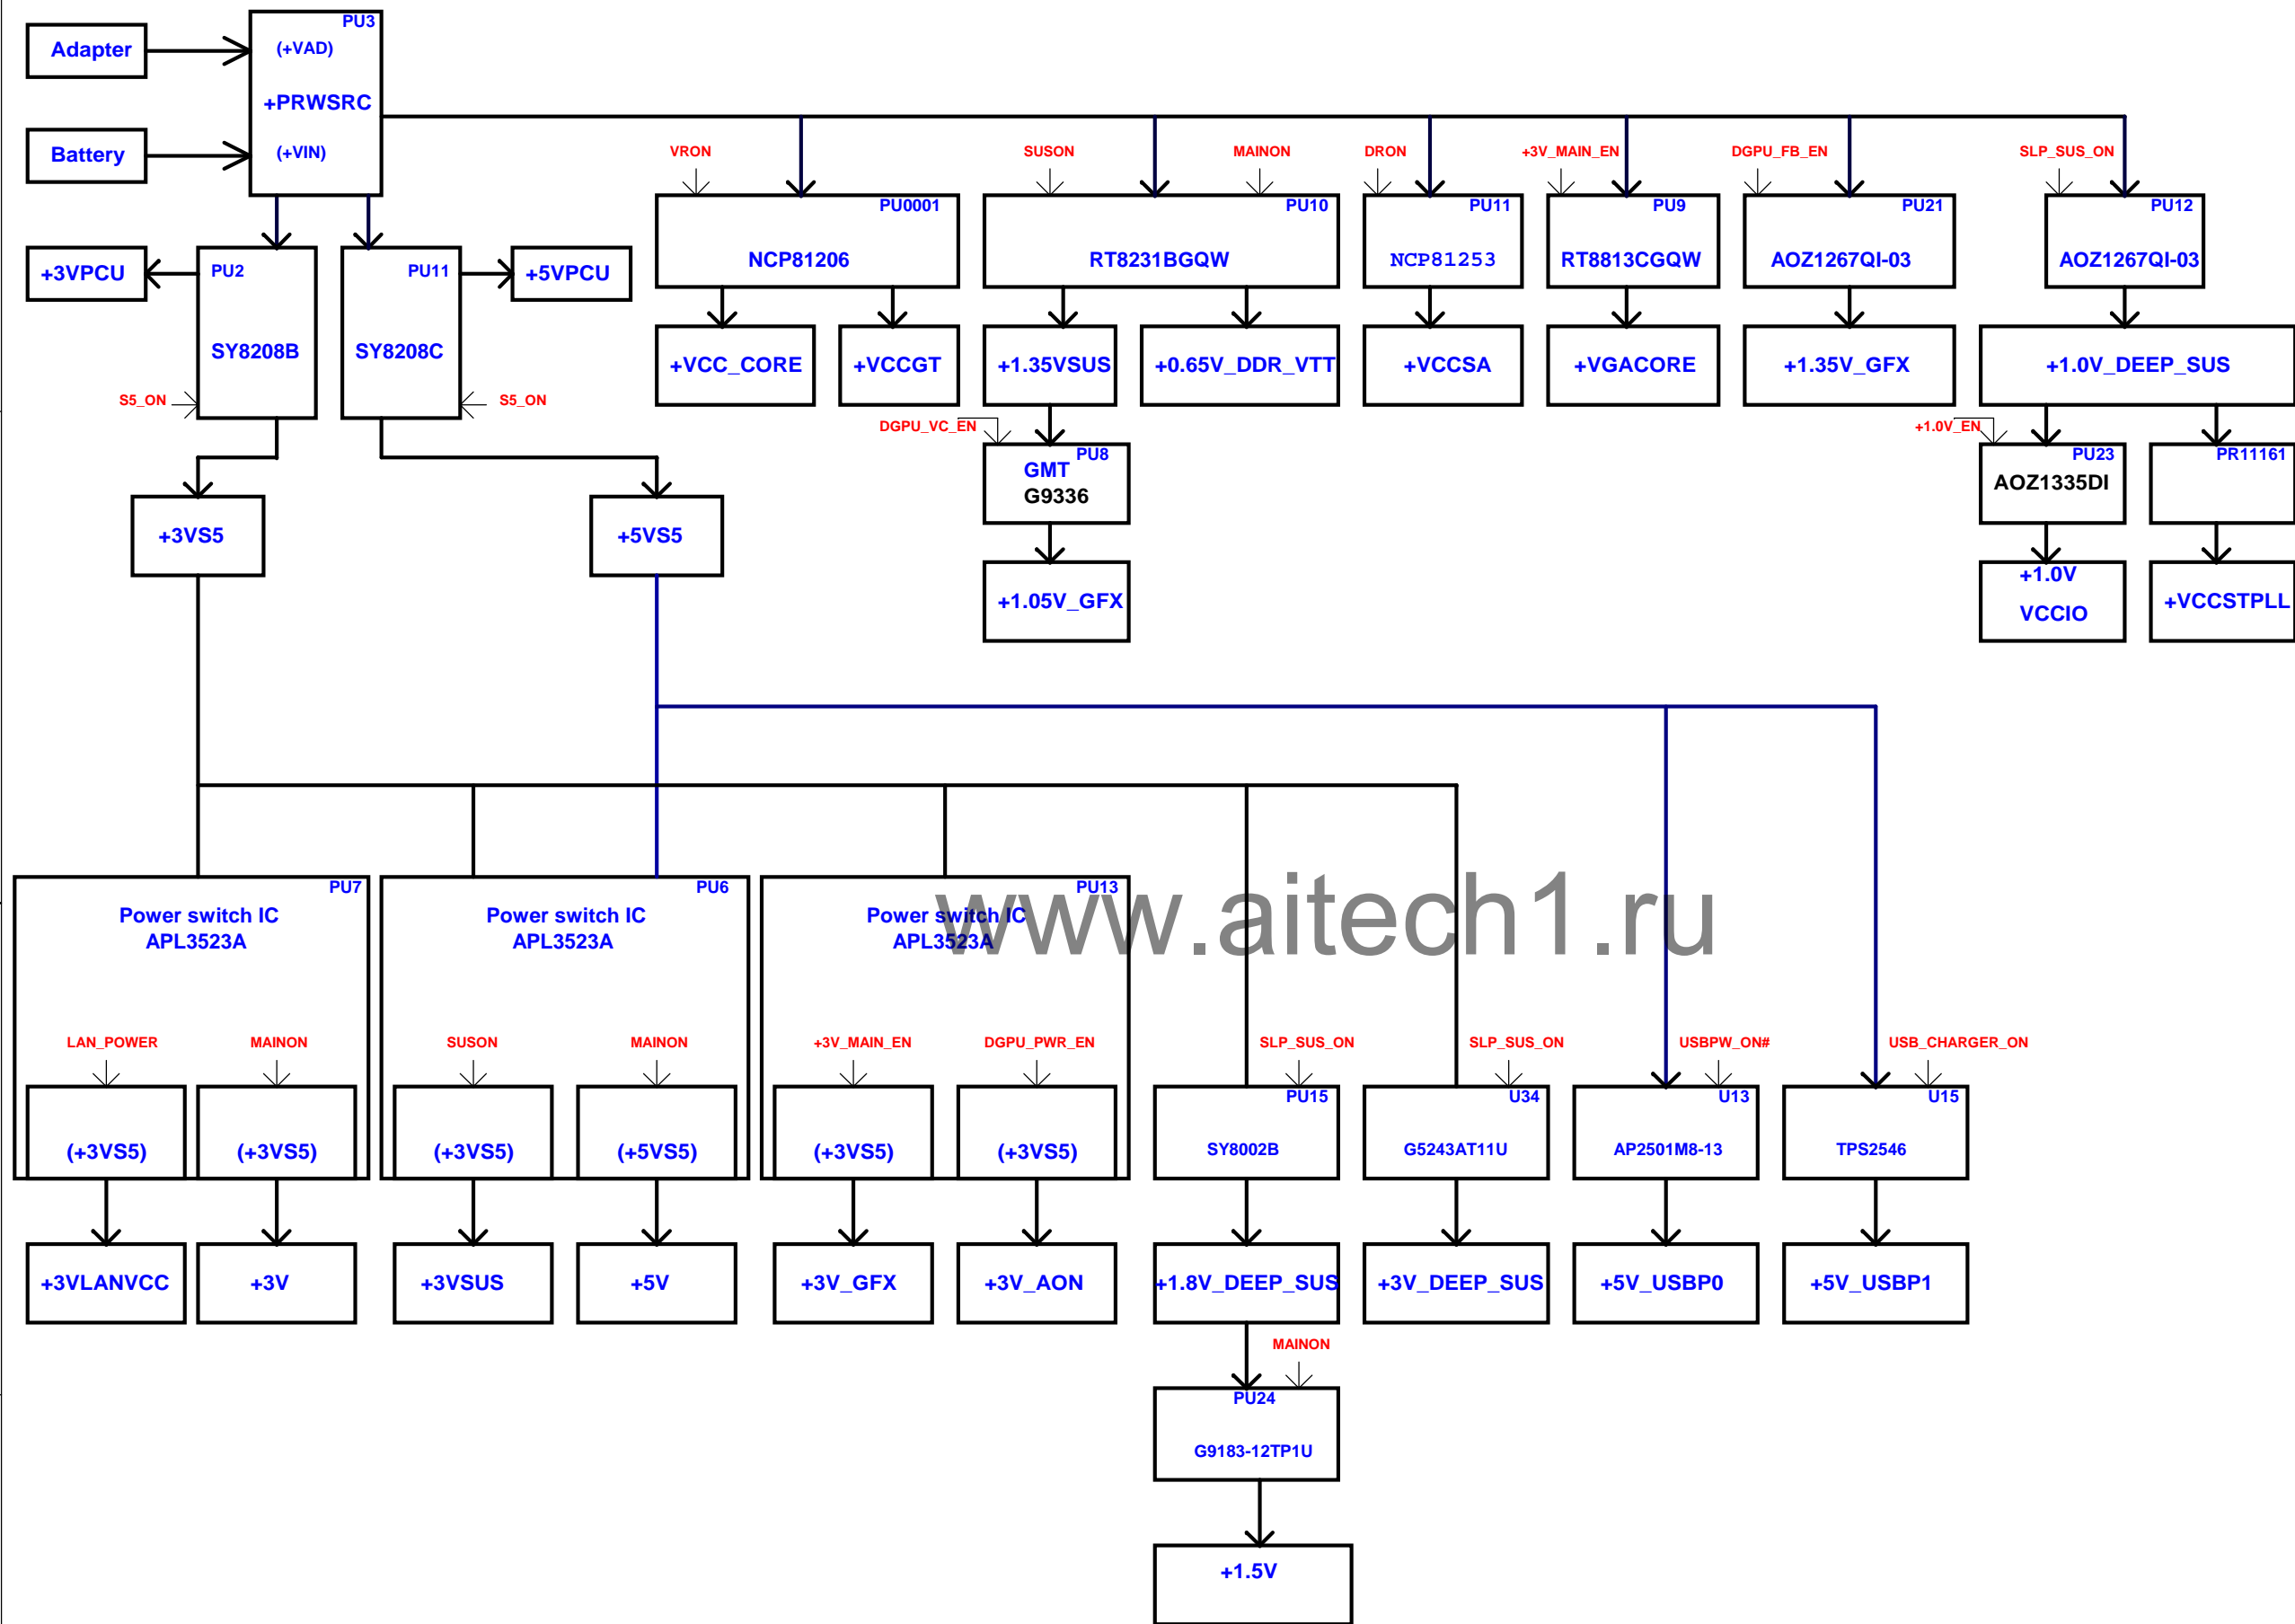 PU3
Adapter
(+VAD)
+PRWSRC
Battery
(+VIN)
VRON
SUSON
MAINON
DRON
+3V_MAIN_EN
DGPU_FB_EN
SLP_SUS_ON
PU0001
NCP81206
PU10
RT8231BGQW
PU11
NCP81253
PU9
RT8813CGQW
PU21
AOZ1267QI-03
PU12
AOZ1267QI-03
+3VPCU
PU2
SY8208B
PU11
SY8208C
+5VPCU
S5_ON
S5_ON
+VCC_CORE
+VCCGT
+1.35VSUS
+0.65V_DDR_VTT
+VCCSA
+VGACORE
+1.35V_GFX
+1.0V_DEEP_SUS
DGPU_VC_EN
PU8
GMT
G9336
+1.0V_EN
PU23
AOZ1335DI
PR11161
+3VS5
+5VS5
+1.05V_GFX
+1.0V
VCCIO
+VCCSTPLL
PU7
Power switch IC
APL3523A
PU6
Power switch IC
APL3523A
PU13
Power switch IC
APL3523A
www.aitech1.ru
LAN_POWER
MAINON
SUSON
MAINON
+3V_MAIN_EN
DGPU_PWR_EN
SLP_SUS_ON
SLP_SUS_ON
USBPW_ON#
USB_CHARGER_ON
(+3VS5)
(+3VS5)
(+3VS5)
(+5VS5)
(+3VS5)
(+3VS5)
PU15
SY8002B
U34
G5243AT11U
U13
AP2501M8-13
U15
TPS2546
+3VLANVCC
+3V
+3VSUS
+5V
+3V_GFX
+3V_AON
+1.8V_DEEP_SUS
+3V_DEEP_SUS
+5V_USBP0
+5V_USBP1
MAINON
PU24
G9183-12TP1U
+1.5V